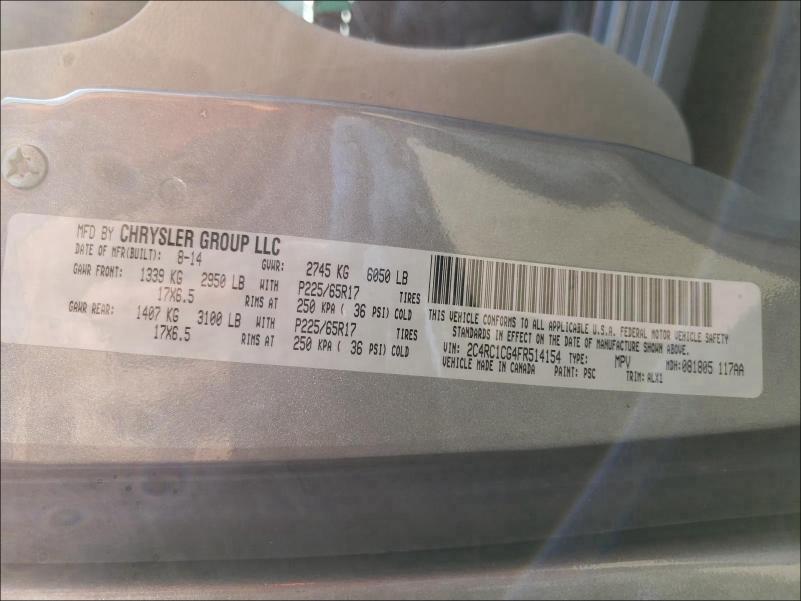 MFD BY CHRYSLER GROUP LLC
DATE OF MFR(BUILT): 8-14 GVWR: 2745 KG 6050 LB
GAWR FRONT: 1339 KG 2950 LB WITH P225/65R17 TIRES
17X6.5 RIMS AT 250 KPA ( 36 PSI) COLD
GAWR REAR: 1407 KG 3100 LB WITH P225/65R17 TIRES
17X6.5 RIMS AT 250 KPA ( 36 PSI) COLD
THIS VEHICLE CONFORMS TO ALL APPLICABLE U.S.A. FEDERAL MOTOR VEHICLE SAFETY
STANDARDS IN EFFECT ON THE DATE OF MANUFACTURE SHOWN ABOVE.
VIN: 2C4RC1CG4FR514154 TYPE: MPV MDH: 081805 117AA
VEHICLE MADE IN CANADA PAINT: PSC TRIM: ALX1